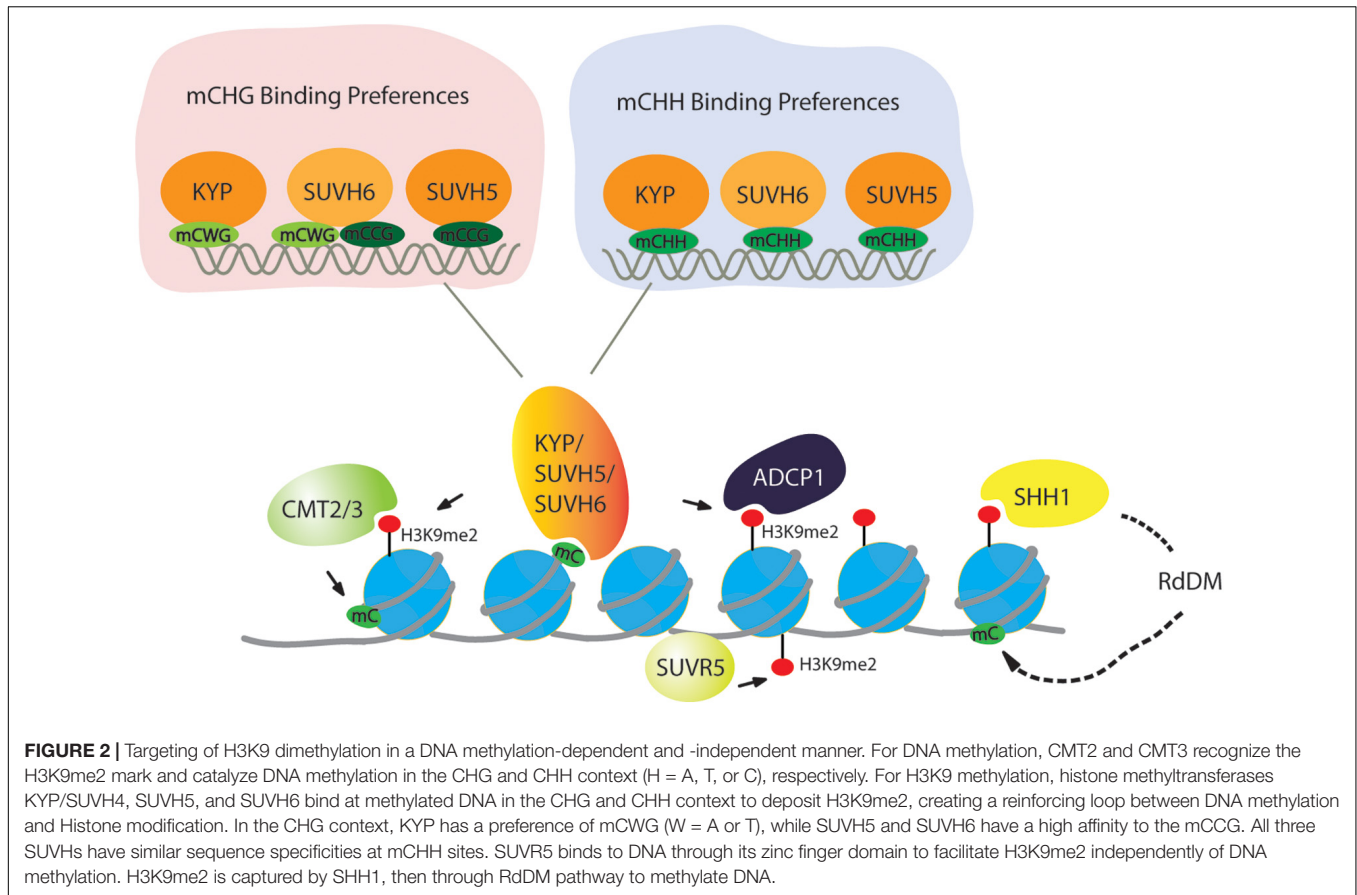 mCHG Binding Preferences
mCHH Binding Preferences
KYP
SUVH6
SUVH5
KYP
SUVH6
SUVH5
mCWG
mCWG
mCCG
mCCG
mCHH
mCHH
mCHH
KYP/
SUVH5/
SUVH6
ADCP1
SHH1
CMT2/3
H3K9me2
mC
H3K9me2
RdDM
mC
mC
SUVR5
H3K9me2
FIGURE 2 | Targeting of H3K9 dimethylation in a DNA methylation-dependent and -independent manner. For DNA methylation, CMT2 and CMT3 recognize the
H3K9me2 mark and catalyze DNA methylation in the CHG and CHH context (H = A, T, or C), respectively. For H3K9 methylation, histone methyltransferases
KYP/SUVH4, SUVH5, and SUVH6 bind at methylated DNA in the CHG and CHH context to deposit H3K9me2, creating a reinforcing loop between DNA methylation
and Histone modification. In the CHG context, KYP has a preference of mCWG (W = A or T), while SUVH5 and SUVH6 have a high affinity to the mCCG. All three
SUVHs have similar sequence specificities at mCHH sites. SUVR5 binds to DNA through its zinc finger domain to facilitate H3K9me2 independently of DNA
methylation. H3K9me2 is captured by SHH1, then through RdDM pathway to methylate DNA.